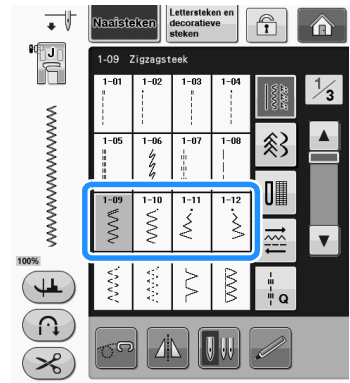 Naaisteken
Lettersteken en
decoratieve
steken
J
1-09 Zigzagsteek
1-01 1-02 1-03 1-04
1/3
1-05 1-06 1-07 1-08
1-09 1-10 1-11 1-12
100%
Q